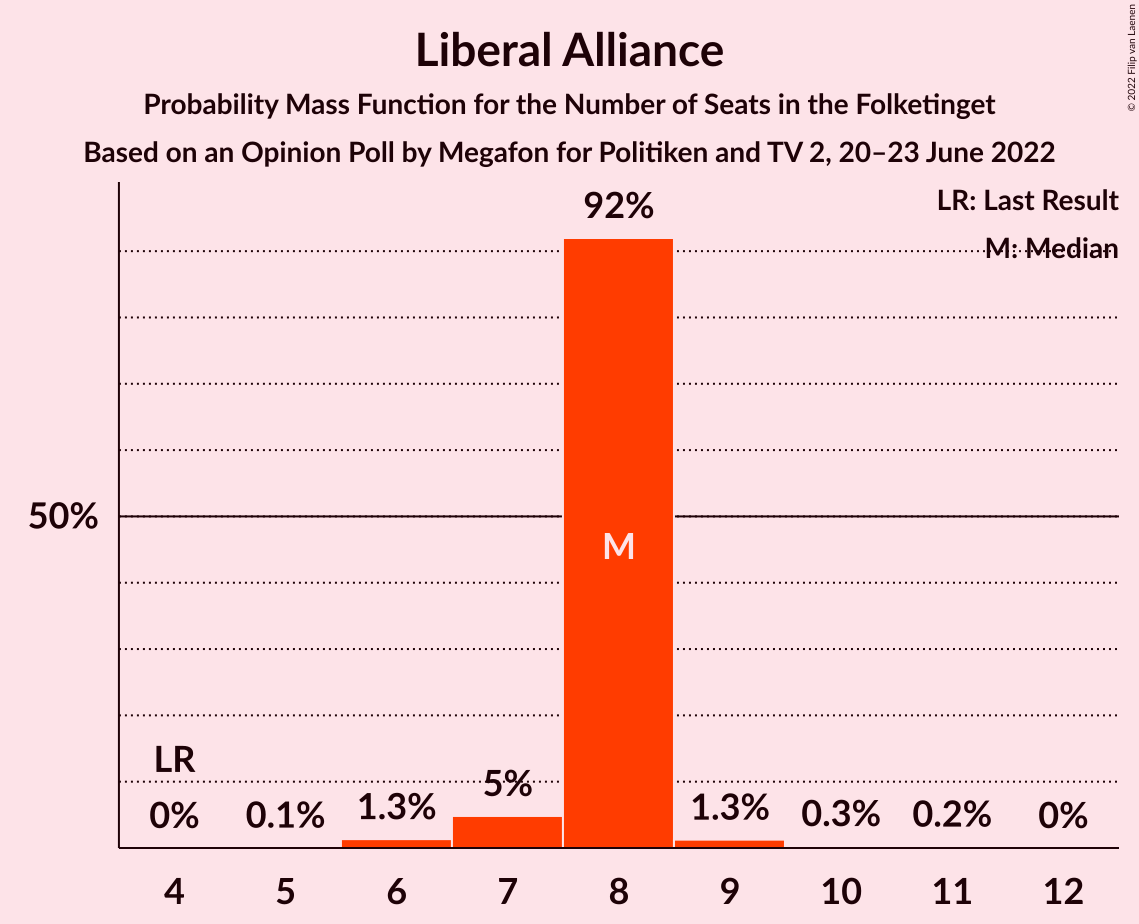 Liberal Alliance
Probability Mass Function for the Number of Seats in the Folketinget
Based on an Opinion Poll by Megafon for Politiken and TV 2, 20–23 June 2022
© 2022 Filip van Laenen
LR: Last Result
M: Median
92%
50%
M
LR
0%
0.1%
1.3%
5%
1.3%
0.3%
0.2%
0%
4 5 6 7 8 9 10 11 12